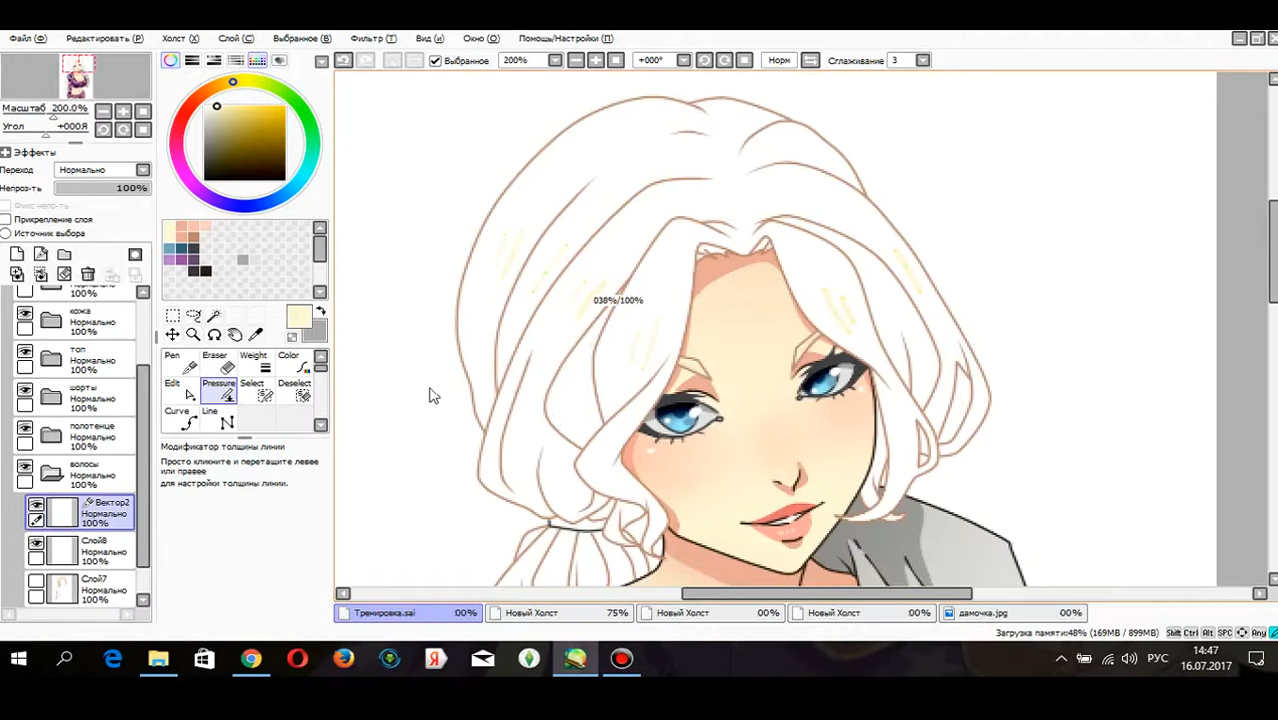 Файл (Ф) Редактировать (P) Холст (X) Слой (C) Выбранное (B) Фильтр (T) Вид (и) Окно (O) Помощь/Настройки (П)
Выбранное 200% +000° Норм Сглаживание 3
Масштаб 200.0%
Угол +000Я
Эффекты
Переход Нормально
Непроз-ть 100%
Фикс непр-ть
Прикрепление слоя
Источник выбора
100%
кожа
Нормально
100%
топ
Нормально
100%
шорты
Нормально
100%
полотенце
Нормально
100%
волосы
Нормально
100%
Вектор2
Нормально
100%
Слой8
Нормально
100%
Слой7
Нормально
100%
Pen Eraser Weight Color
Edit Pressure Select Deselect
Curve Line
Модификатор толщины линии
Просто кликните и перетащите левее
или правее
для настройки толщины линии.
038%/100%
Тренировка.sai 00% Новый Холст 75% Новый Холст 00% Новый Холст 00% дамочка.jpg 00%
Загрузка памяти:48% (169MB / 899MB) Shift Ctrl Alt SPC Any
РУС
14:47
16.07.2017